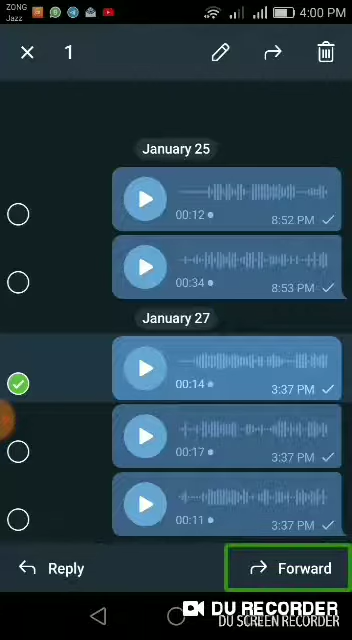 ZONG
Jazz
4:00 PM
1
January 25
00:12
8:52 PM
00:34
8:53 PM
January 27
00:14
3:37 PM
00:17
3:37 PM
00:11
3:37 PM
Reply
Forward
DU RECORDER
DU SCREEN RECORDER